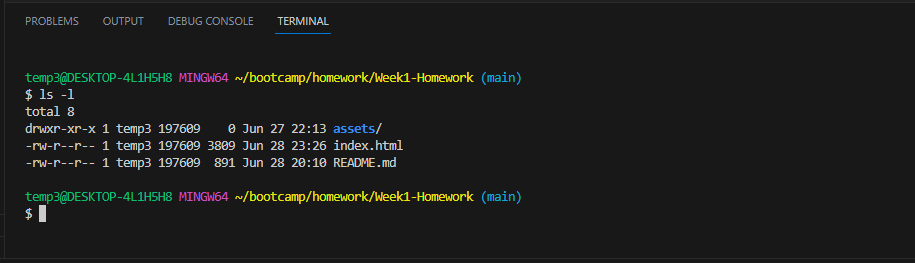 PROBLEMS OUTPUT DEBUG CONSOLE TERMINAL
temp3@DESKTOP-4L1H5H8 MINGW64 ~/bootcamp/homework/Week1-Homework (main)
$ ls -l
total 8
drwxr-xr-x 1 temp3 197609    0 Jun 27 22:13 assets/
-rw-r--r-- 1 temp3 197609 3809 Jun 28 23:26 index.html
-rw-r--r-- 1 temp3 197609  891 Jun 28 20:10 README.md
temp3@DESKTOP-4L1H5H8 MINGW64 ~/bootcamp/homework/Week1-Homework (main)
$